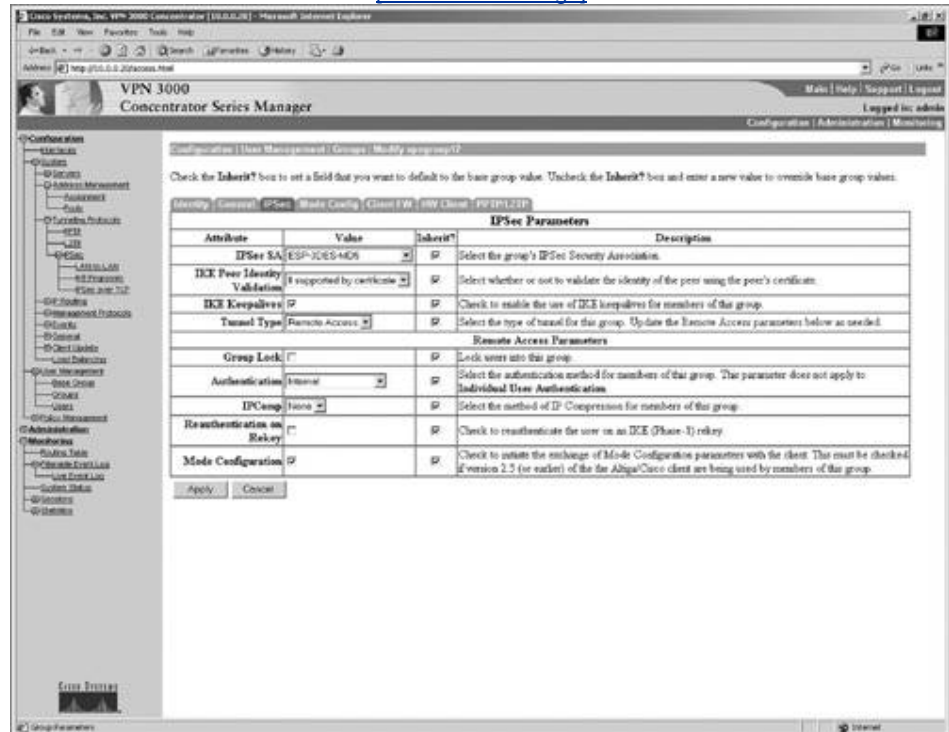 Cisco Systems, Inc. VPN 3000 Concentrator [10.0.0.20] - Microsoft Internet Explorer
File Edit View Favorites Tools Help
Back Search Favorites History
Address http://10.0.0.20/access.html Go Links
VPN 3000
Concentrator Series Manager
Main | Help | Support | Logout
Logged in: admin
Configuration | Administration | Monitoring
Configuration
Interfaces
System
Servers
Address Management
Assignment
Pools
Tunneling Protocols
PPTP
L2TP
IPSec
LAN-to-LAN
IKE Proposals
IPSec over TCP
IP Routing
Management Protocols
Events
General
Client Update
Load Balancing
User Management
Base Group
Groups
Users
Policy Management
Administration
Monitoring
Routing Table
Filterable Event Log
Live Event Log
System Status
Sessions
Statistics
Cisco Systems
Configuration | User Management | Groups | Modify vpngroup12
Check the Inherit? box to set a field that you want to default to the base group value. Uncheck the Inherit? box and enter a new value to override base group values.
Identity General IPSec Mode Config Client FW HW Client PPTP/L2TP
IPSec Parameters
Attribute Value Inherit? Description
IPSec SA ESP-3DES-MD5 Select the group's IPSec Security Association.
IKE Peer Identity Validation If supported by certificate Select whether or not to validate the identity of the peer using the peer's certificate.
IKE Keepalives Check to enable the use of IKE keepalives for members of this group.
Tunnel Type Remote Access Select the type of tunnel for this group. Update the Remote Access parameters below as needed.
Remote Access Parameters
Group Lock Lock users into this group.
Authentication Internal Select the authentication method for members of this group. This parameter does not apply to Individual User Authentication.
IPComp None Select the method of IP Compression for members of this group.
Reauthentication on Rekey Check to reauthenticate the user on an IKE (Phase-1) rekey.
Mode Configuration Check to initiate the exchange of Mode Configuration parameters with the client. This must be checked if version 2.5 (or earlier) of the the Altiga/Cisco client are being used by members of this group.
Apply Cancel
Group Parameters Internet